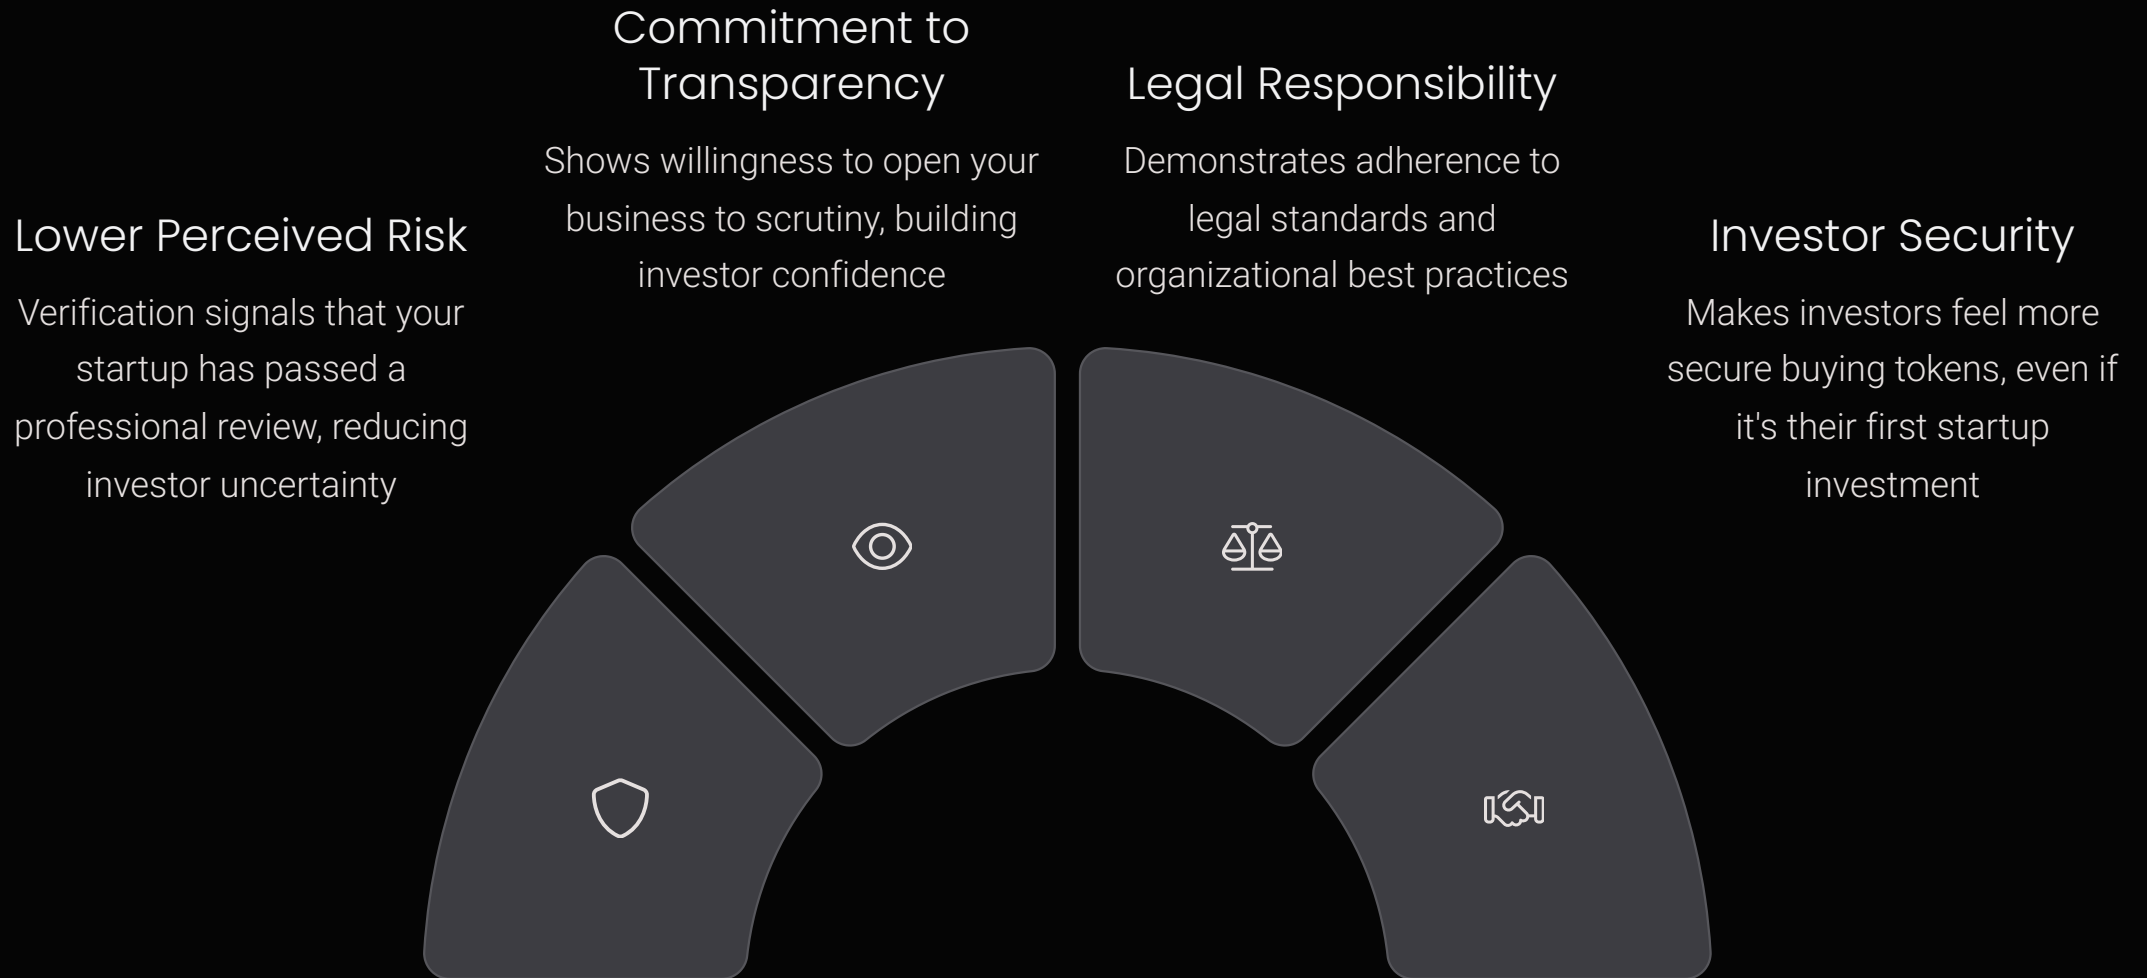 Lower Perceived Risk
Verification signals that your
startup has passed a
professional review, reducing
investor uncertainty
Commitment to
Transparency
Shows willingness to open your
business to scrutiny, building
investor confidence
Legal Responsibility
Demonstrates adherence to
legal standards and
organizational best practices
Investor Security
Makes investors feel more
secure buying tokens, even if
it's their first startup
investment